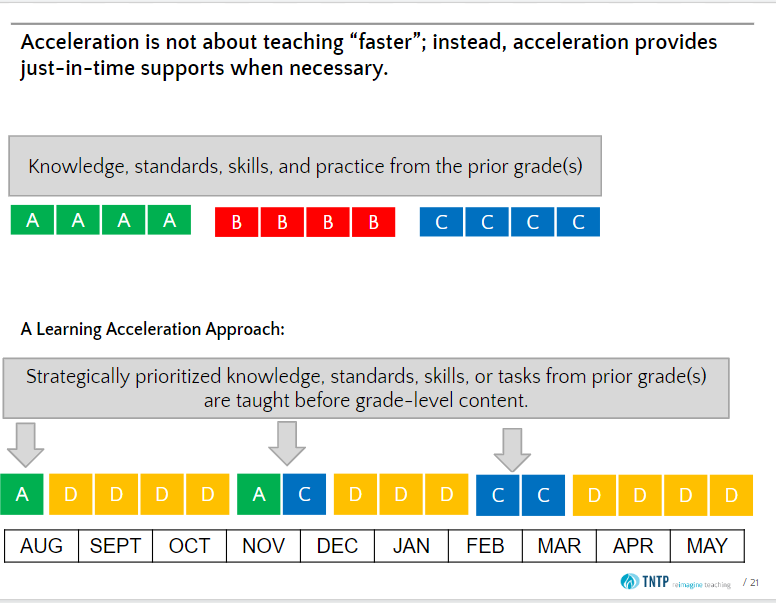 Acceleration is not about teaching “faster”; instead, acceleration provides
just-in-time supports when necessary.
Knowledge, standards, skills, and practice from the prior grade(s)
A A A A B B B B C C C C
A Learning Acceleration Approach:
Strategically prioritized knowledge, standards, skills, or tasks from prior grade(s)
are taught before grade-level content.
A D D D D A C D D D C C D D D D
AUG SEPT OCT NOV DEC JAN FEB MAR APR MAY
TNTP reimagine teaching / 21